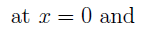 at x = 0 and